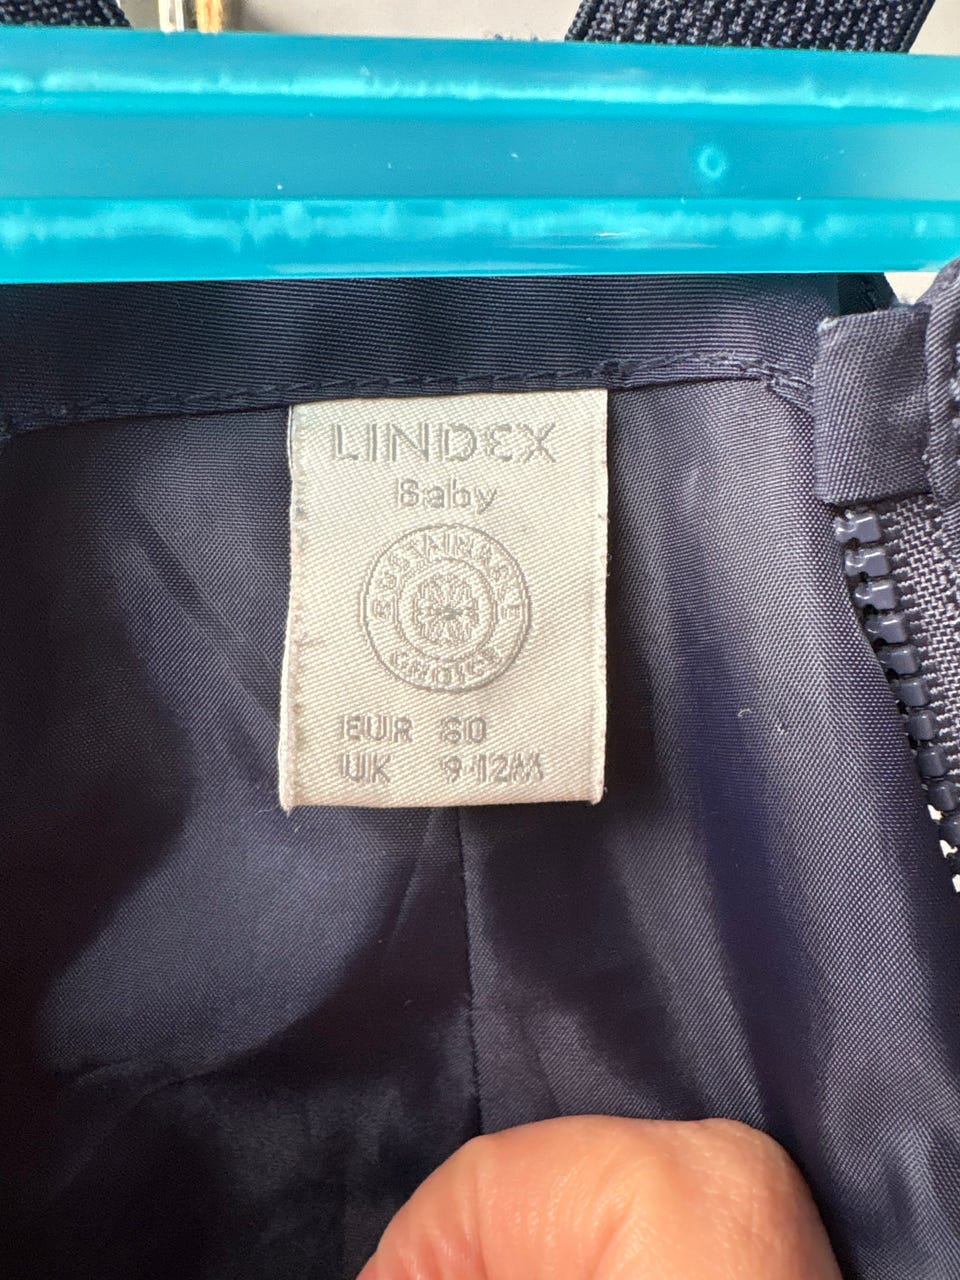 LINDEX
Baby
SUSTAINABLE
CHOICE
EUR 80
UK 9-12M